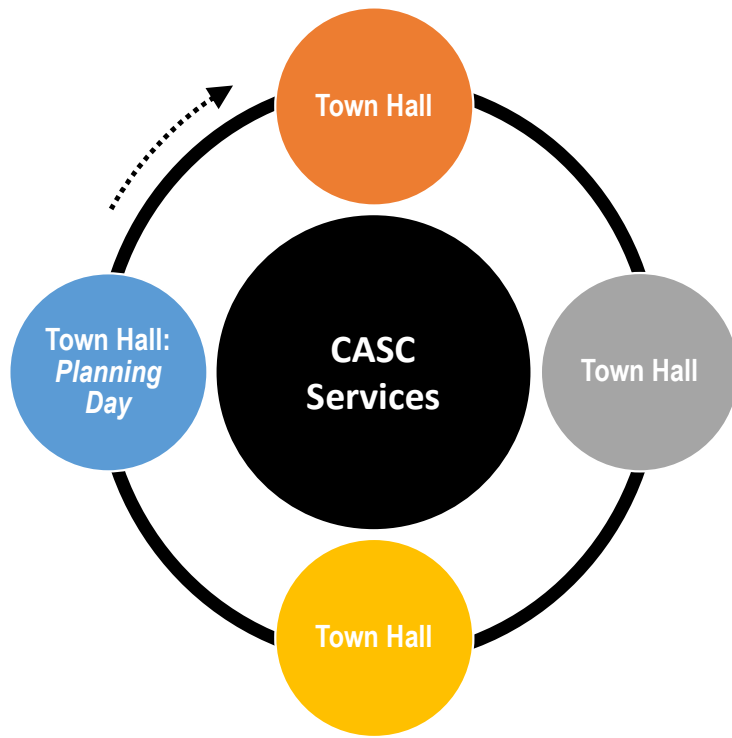 Town Hall
Town Hall:
Planning
Day
CASC
Services
Town Hall
Town Hall